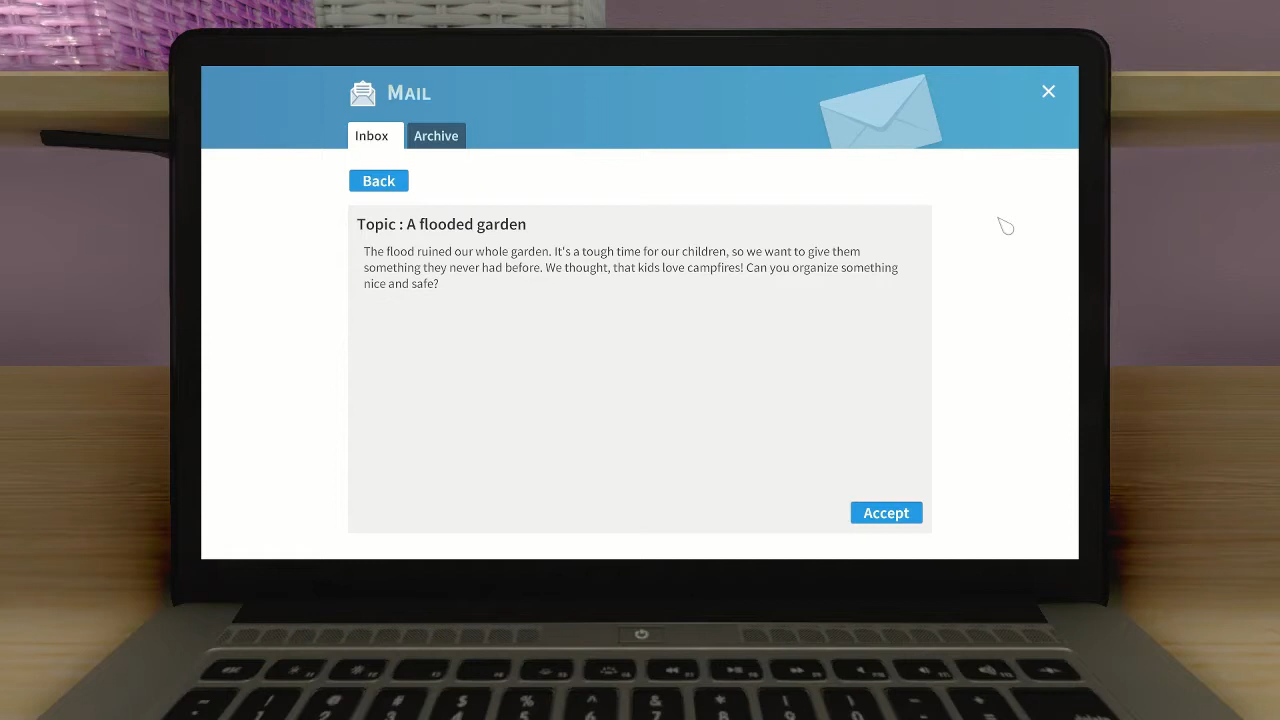 Mail
Inbox
Archive
Back
Topic : A flooded garden
The flood ruined our whole garden. It's a tough time for our children, so we want to give them
something they never had before. We thought, that kids love campfires! Can you organize something
nice and safe?
Accept